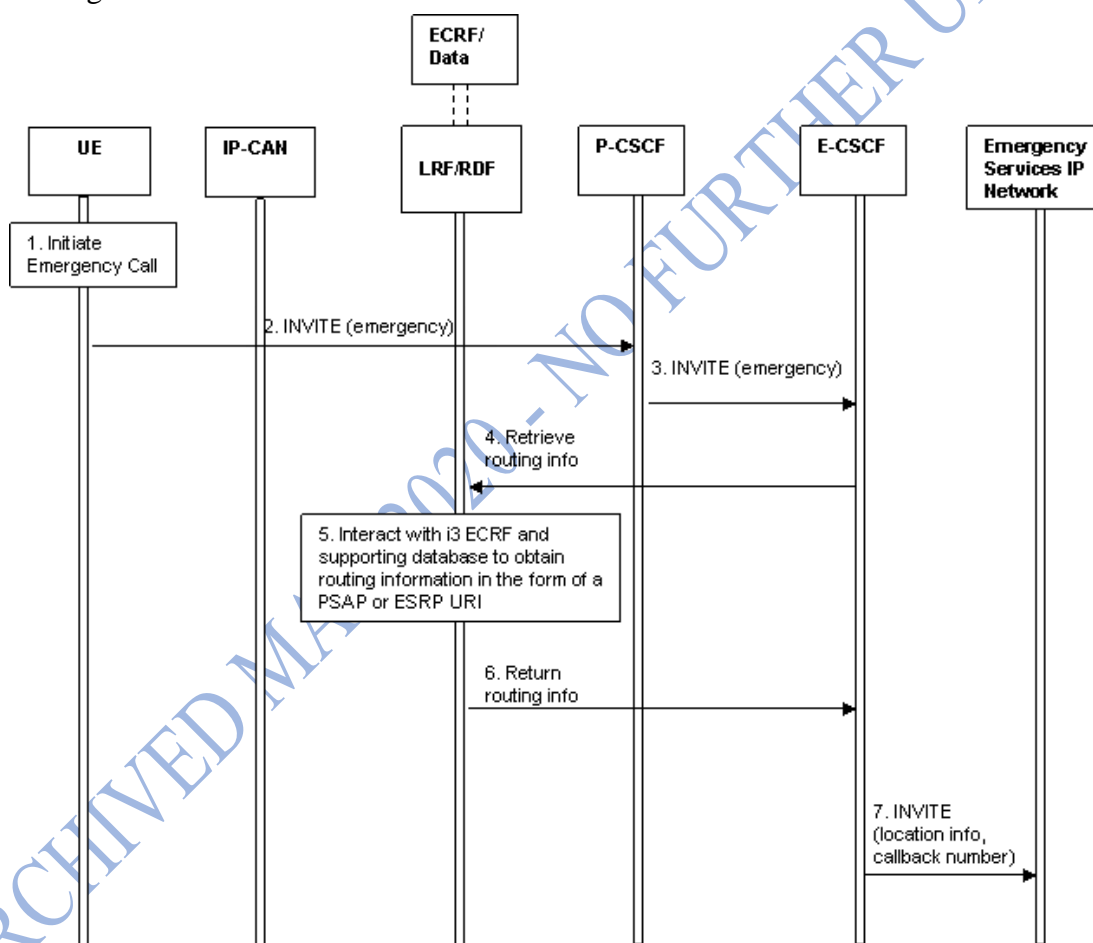 ECRF/
Data
UE
IP-CAN
LRF/RDF
P-CSCF
E-CSCF
Emergency
Services IP
Network
1. Initiate
Emergency Call
2. INVITE (emergency)
3. INVITE (emergency)
4. Retrieve
routing info
5. Interact with i3 ECRF and
supporting database to obtain
routing information in the form of a
PSAP or ESRP URI
6. Return
routing info
7. INVITE
(location info,
callback number)
2020 - NO FURTHER